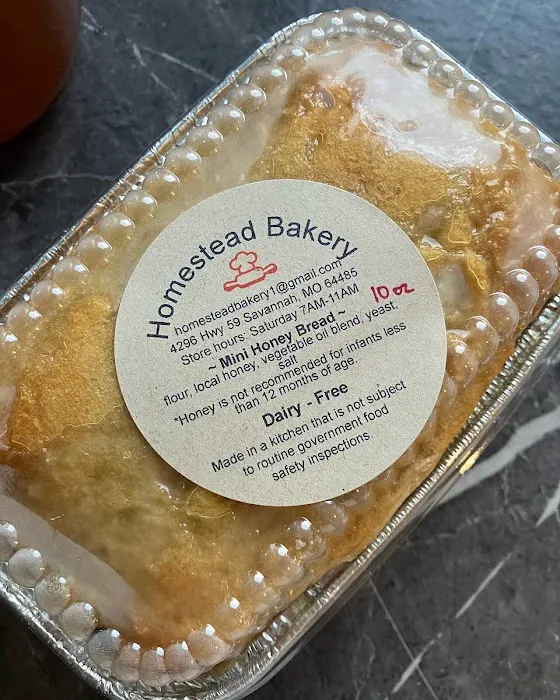 Homestead Bakery
homesteadbakery1@gmail.com
4296 Hwy 59 Savannah, MO 64485
Store hours: Saturday 7AM-11AM
10 oz
~ Mini Honey Bread ~
flour, local honey, vegetable oil blend, yeast,
salt
*Honey is not recommended for infants less
than 12 months of age.
Dairy - Free
Made in a kitchen that is not subject
to routine government food
safety inspections.